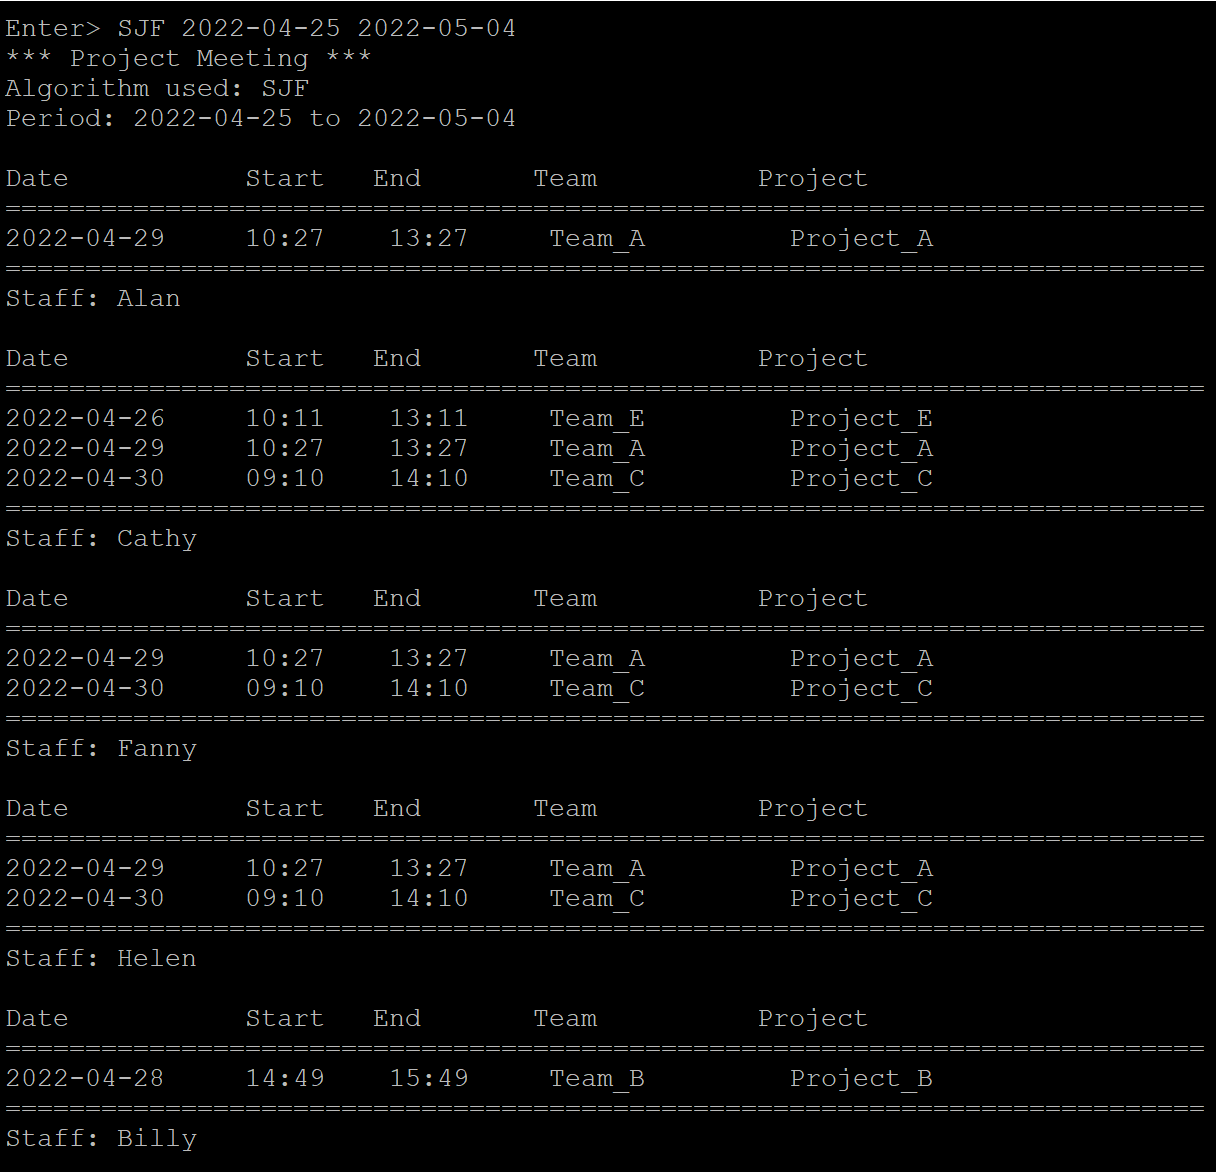 Enter> SJF 2022-04-25 2022-05-04
*** Project Meeting ***
Algorithm used: SJF
Period: 2022-04-25 to 2022-05-04
Date           Start   End       Team          Project
===========================================================================
2022-04-29     10:27    13:27     Team_A         Project_A
===========================================================================
Staff: Alan
Date           Start   End       Team          Project
===========================================================================
2022-04-26     10:11    13:11     Team_E         Project_E
2022-04-29     10:27    13:27     Team_A         Project_A
2022-04-30     09:10    14:10     Team_C         Project_C
===========================================================================
Staff: Cathy
Date           Start   End       Team          Project
===========================================================================
2022-04-29     10:27    13:27     Team_A         Project_A
2022-04-30     09:10    14:10     Team_C         Project_C
===========================================================================
Staff: Fanny
Date           Start   End       Team          Project
===========================================================================
2022-04-29     10:27    13:27     Team_A         Project_A
2022-04-30     09:10    14:10     Team_C         Project_C
===========================================================================
Staff: Helen
Date           Start   End       Team          Project
===========================================================================
2022-04-28     14:49    15:49     Team_B         Project_B
===========================================================================
Staff: Billy